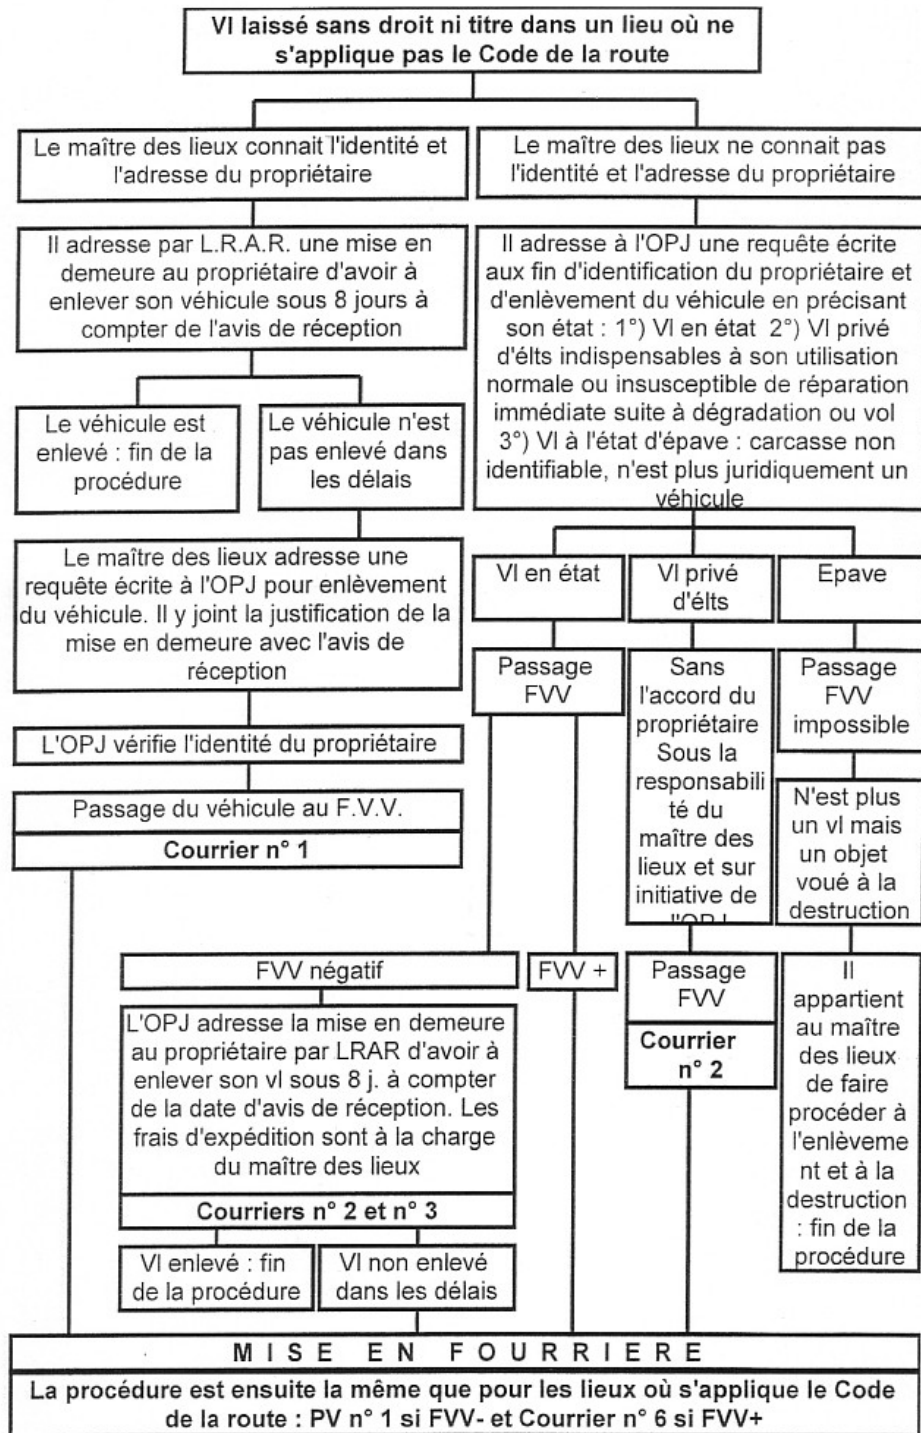 Vl laissé sans droit ni titre dans un lieu où ne
s'applique pas le Code de la route
Le maître des lieux connait l'identité et
l'adresse du propriétaire
Il adresse par L.R.A.R. une mise en
demeure au propriétaire d'avoir à
enlever son véhicule sous 8 jours à
compter de l'avis de réception
Le véhicule est
enlevé : fin de la
procédure
Le véhicule n'est
pas enlevé dans
les délais
Le maître des lieux adresse une
requête écrite à l'OPJ pour enlèvement
du véhicule. Il y joint la justification de la
mise en demeure avec l'avis de
réception
L'OPJ vérifie l'identité du propriétaire
Passage du véhicule au F.V.V.
Courrier n° 1
Le maître des lieux ne connait pas
l'identité et l'adresse du propriétaire
Il adresse à l'OPJ une requête écrite
aux fin d'identification du propriétaire et
d'enlèvement du véhicule en précisant
son état : 1°) Vl en état 2°) Vl privé
d'élts indispensables à son utilisation
normale ou insusceptible de réparation
immédiate suite à dégradation ou vol
3°) Vl à l'état d'épave : carcasse non
identifiable, n'est plus juridiquement un
véhicule
Vl en état
Passage
FVV
FVV négatif
L'OPJ adresse la mise en demeure
au propriétaire par LRAR d'avoir à
enlever son vl sous 8 j. à compter
de la date d'avis de réception. Les
frais d'expédition sont à la charge
du maître des lieux
Courriers n° 2 et n° 3
Vl enlevé : fin
de la procédure
Vl non enlevé
dans les délais
FVV +
Vl privé
d'élts
Sans
l'accord du
propriétaire
Sous la
responsabili
té du
maître des
lieux et sur
initiative de
l'OPJ
Passage
FVV
Courrier
n° 2
Epave
Passage
FVV
impossible
N'est plus
un vl mais
un objet
voué à la
destruction
Il
appartient
au maître
des lieux
de faire
procéder à
l'enlèveme
nt et à la
destruction
: fin de la
procédure
MISE EN FOURRIERE
La procédure est ensuite la même que pour les lieux où s'applique le Code
de la route : PV n° 1 si FVV- et Courrier n° 6 si FVV+